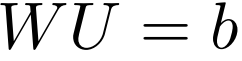 WU = b